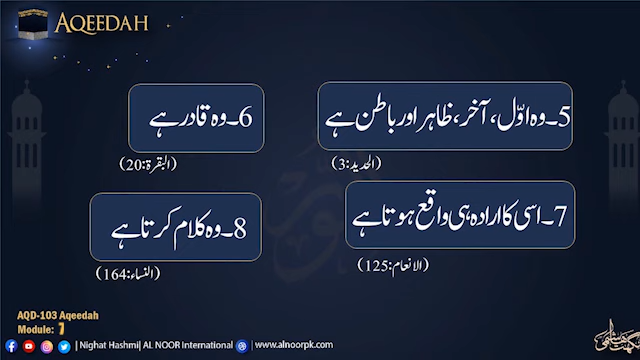 AQEEDAH
5۔وہ اوّل، آخر، ظاہر اور باطن ہے
(الحدید:3)
6۔وہ قادر ہے
(البقرۃ:20)
7۔اسی کا ارادہ ہی واقع ہوتا ہے
(الانعام:125)
8۔وہ کلام کرتا ہے
(النساء:164)
AQD-103 Aqeedah
Module: 7
| Nighat Hashmi| AL NOOR International | www.alnoorpk.com
نگہت ہاشمی